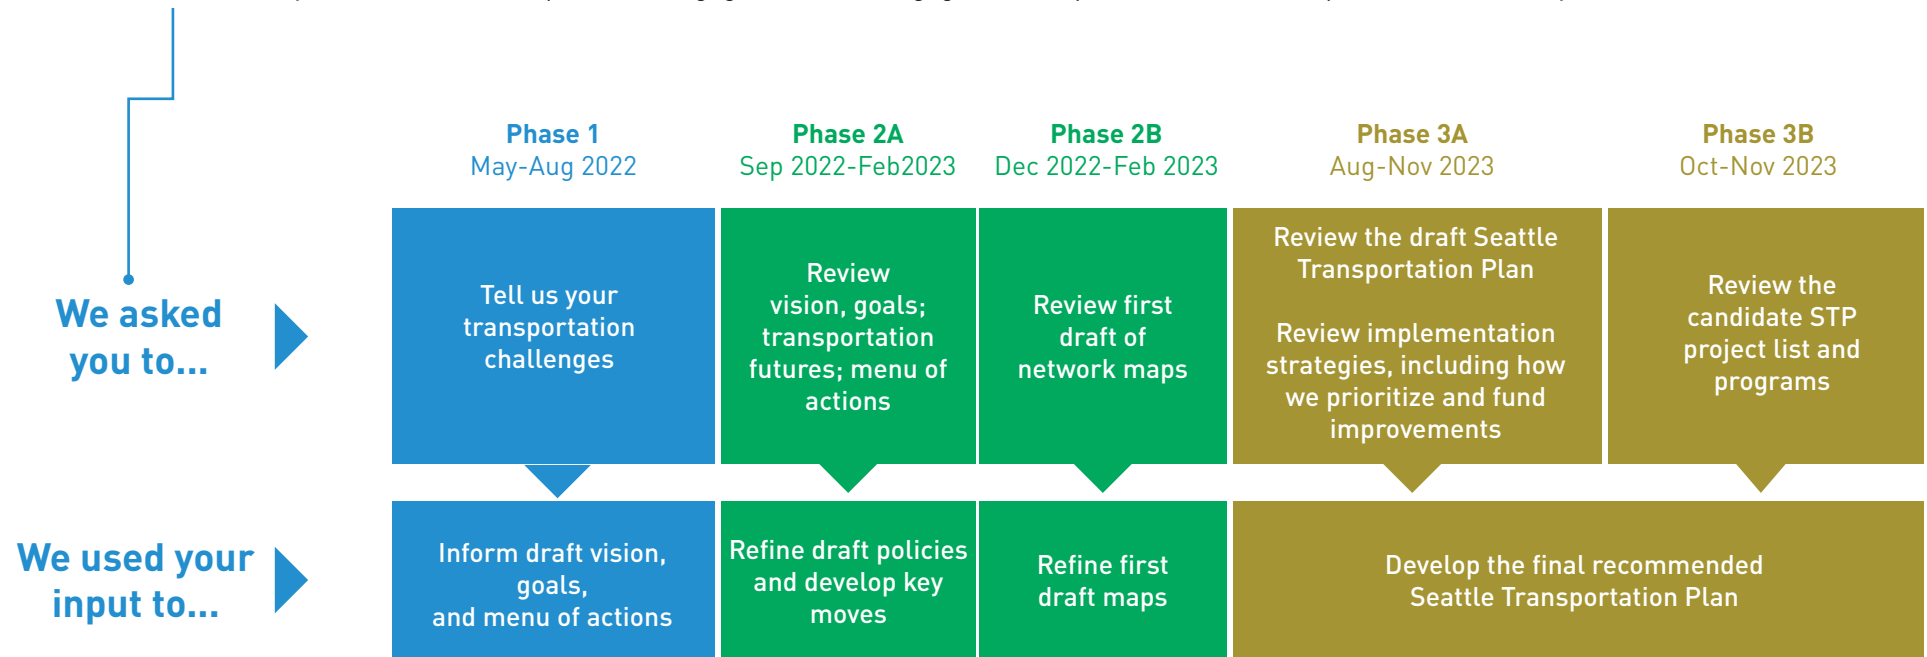 Phase 1
May-Aug 2022
Phase 2A
Sep 2022-Feb2023
Phase 2B
Dec 2022-Feb 2023
Phase 3A
Aug-Nov 2023
Phase 3B
Oct-Nov 2023
We asked
you to...
Tell us your
transportation
challenges
Review
vision, goals;
transportation
futures; menu of
actions
Review first
draft of
network maps
Review the draft Seattle
Transportation Plan
Review implementation
strategies, including how
we prioritize and fund
improvements
Review the
candidate STP
project list and
programs
We used your
input to...
Inform draft vision,
goals,
and menu of actions
Refine draft policies
and develop key
moves
Refine first
draft maps
Develop the final recommended
Seattle Transportation Plan